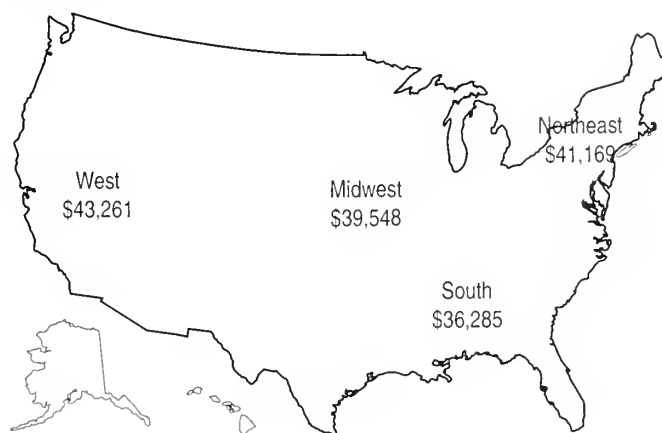 Northeast
$41,169
West
$43,261
Midwest
$39,548
South
$36,285